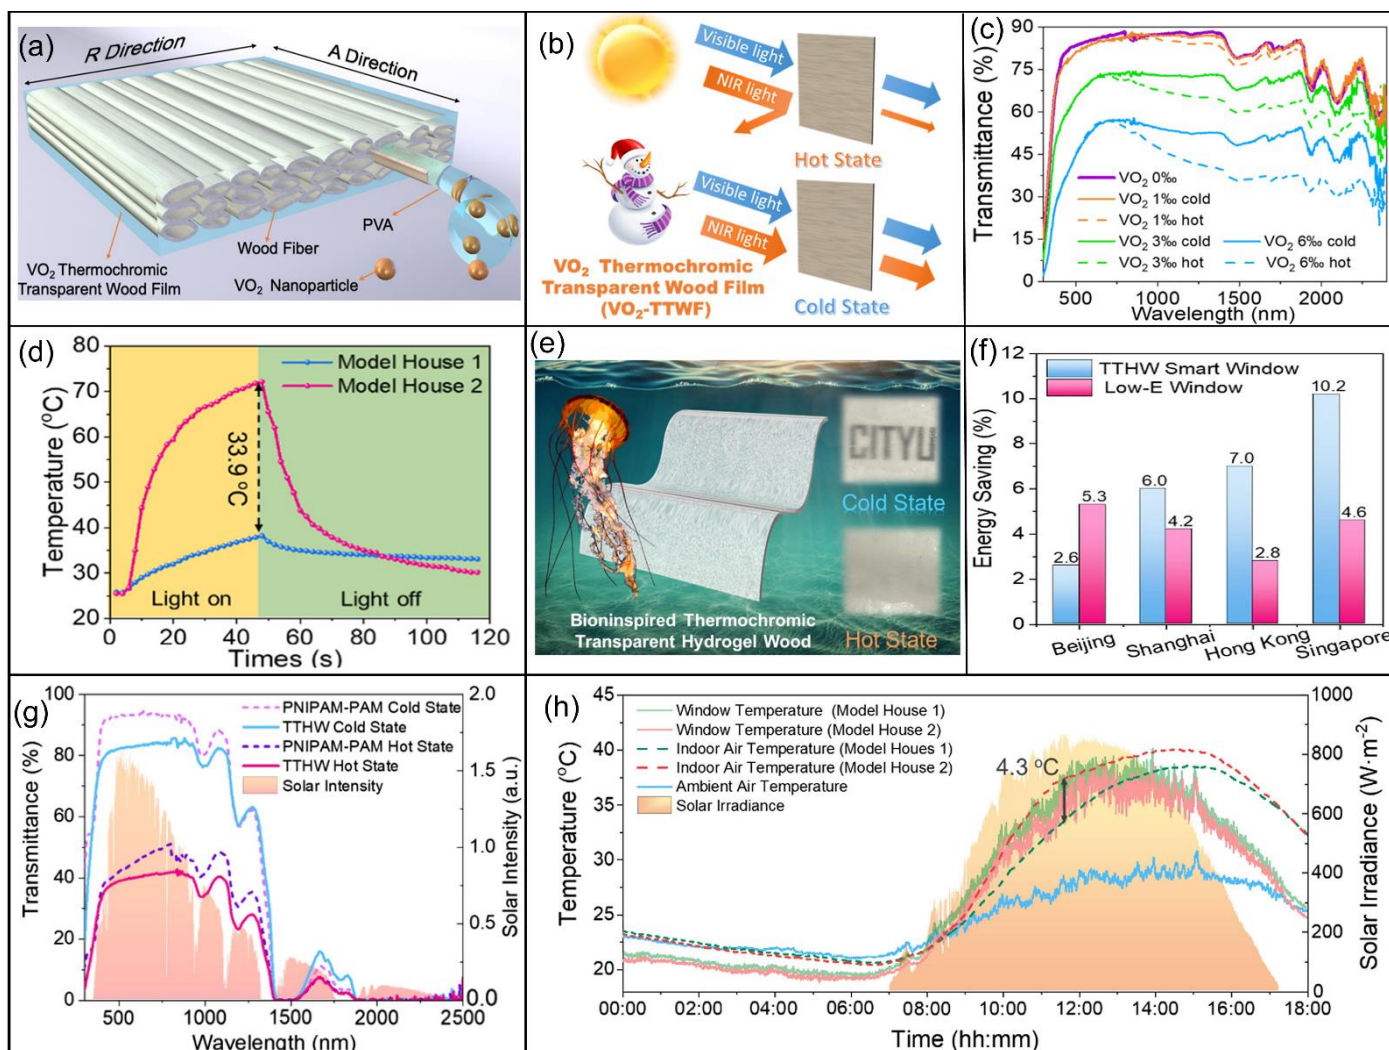 (a)
R Direction
A Direction
PVA
Wood Fiber
VO₂ Thermochromic
Transparent Wood Film
VO₂ Nanoparticle
(b)
Visible light
NIR light
Hot State
Visible light
NIR light
VO₂ Thermochromic
Transparent Wood Film
(VO₂-TTWF)
Cold State
(c)
Transmittance (%)
90
75
60
45
30
15
0
VO₂ 0‰
VO₂ 1‰ cold
VO₂ 1‰ hot
VO₂ 3‰ cold
VO₂ 3‰ hot
VO₂ 6‰ cold
VO₂ 6‰ hot
500 1000 1500 2000
Wavelength (nm)
(d)
Temperature (°C)
80
70
60
50
40
30
20
Model House 1
Model House 2
33.9 °C
Light on
Light off
0 20 40 60 80 100 120
Times (s)
(e)
CITYU
Cold State
Hot State
Bioninspired Thermochromic
Transparent Hydrogel Wood
(f)
Energy Saving (%)
12
10
8
6
4
2
0
TTHW Smart Window
Low-E Window
2.6
5.3
6.0
4.2
7.0
2.8
10.2
4.6
Beijing
Shanghai
Hong Kong
Singapore
(g)
Transmittance (%)
100
80
60
40
20
0
PNIPAM-PAM Cold State
TTHW Cold State
PNIPAM-PAM Hot State
TTHW Hot State
Solar Intensity
2.0
1.5
1.0
0.5
0.0
Solar Intensity (a.u.)
500 1000 1500 2000 2500
Wavelength (nm)
(h)
Temperature (°C)
45
40
35
30
25
20
Window Temperature (Model House 1)
Window Temperature (Model House 2)
Indoor Air Temperature (Model Houes 1)
Indoor Air Temperature (Model House 2)
Ambient Air Temperature
Solar Irradiance
4.3 °C
1000
800
600
400
200
0
Solar Irradiance (W·m⁻²)
00:00 02:00 04:00 06:00 08:00 10:00 12:00 14:00 16:00 18:00
Time (hh:mm)